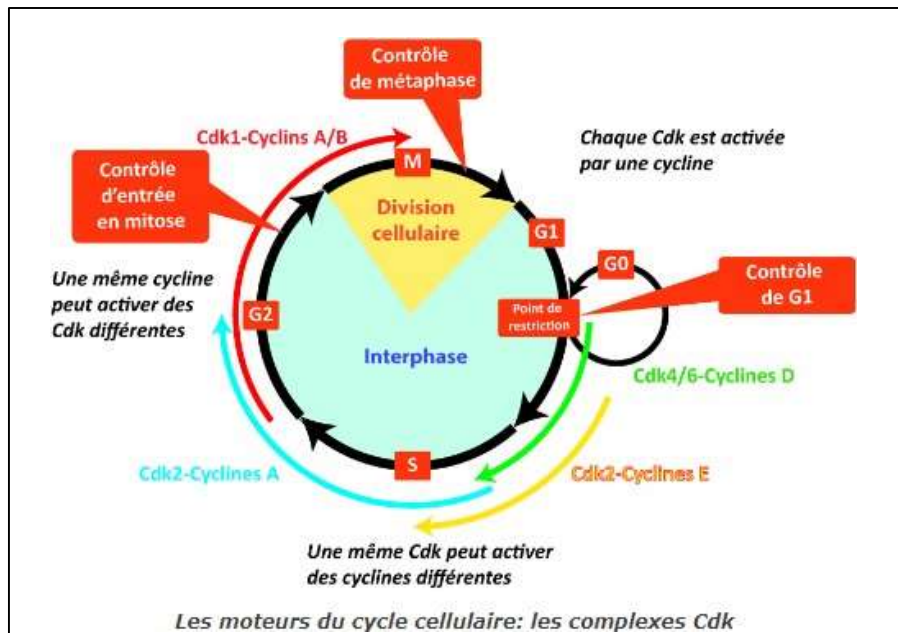 Contrôle
de métaphase
Cdk1-Cyclins A/B
Chaque Cdk est activée
par une cycline
Contrôle
d'entrée
en mitose
M
Division
cellulaire
G1
G0
Contrôle
de G1
Une même cycline
peut activer des
Cdk différentes
G2
Point de
restriction
Interphase
Cdk4/6-Cyclines D
Cdk2-Cyclines A
S
Cdk2-Cyclines E
Une même Cdk peut activer
des cyclines différentes
Les moteurs du cycle cellulaire: les complexes Cdk